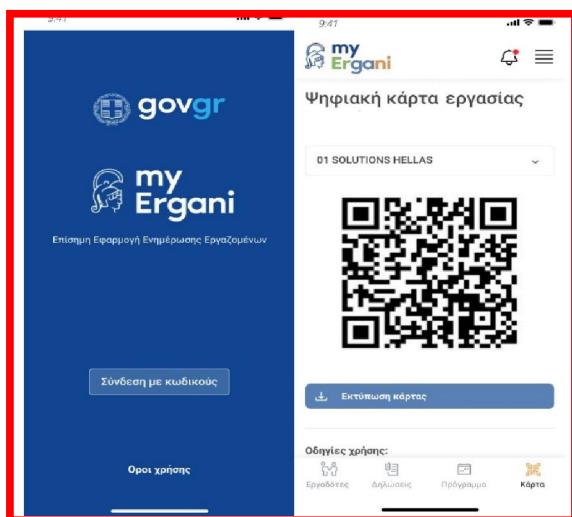 9:41
govgr
my
Ergani
Επίσημη Εφαρμογή Ενημέρωσης Εργαζομένων
Σύνδεση με κωδικούς
Οροι χρήσης
9:41
my
Ergani
Ψηφιακή κάρτα εργασίας
01 SOLUTIONS HELLAS
Εκτύπωση κάρτας
Οδηγίες χρήσης:
Εργοδότες Δηλώσεις Πρόγραμμα Κάρτα